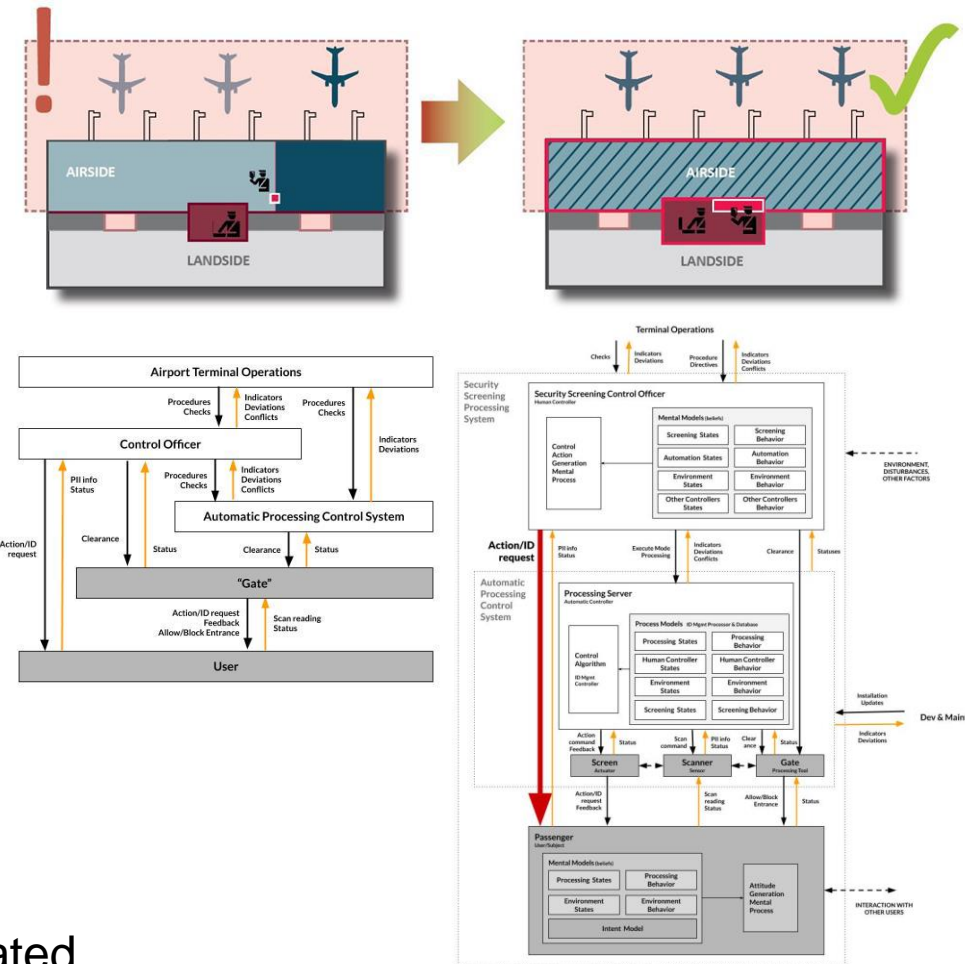 AIRSIDE
LANDSIDE
AIRSIDE
LANDSIDE
Airport Terminal Operations
Procedures
Checks
Indicators
Deviations
Conflicts
Procedures
Checks
Indicators
Deviations
Control Officer
PII info
Status
Procedures
Checks
Indicators
Deviations
Conflicts
Automatic Processing Control System
Action/ID
request
Clearance
Status
Clearance
Status
"Gate"
Action/ID request
Feedback
Allow/Block Entrance
Scan reading
Status
User
Terminal Operations
Checks
Indicators
Deviations
Procedure
Directives
Indicators
Deviations
Conflicts
Security
Screening
Processing
System
Security Screening Control Officer
Human Controller
Control
Action
Generation
Mental
Process
Mental Models (beliefs)
Screening States
Screening
Behavior
Automation States
Automation
Behavior
Environment
States
Environment
Behavior
Other Controllers
States
Other Controllers
Behavior
ENVIRONMENT,
DISTURBANCES,
OTHER FACTORS
Action/ID
request
PII info
Status
Execute Mode
Processing
Indicators
Deviations
Conflicts
Clearance
Statuses
Automatic
Processing
Control
System
Processing Server
Automatic Controller
Control
Algorithm
ID Mgmt
Controller
Process Models ID Mgmt Processer & Database
Processing States
Processing
Behavior
Human Controller
States
Human Controller
Behavior
Environment
States
Environment
Behavior
Screening States
Screening Behavior
Installation
Updates
Dev & Main
Indicators
Deviations
Action
command
Feedback
Status
Scan
command
PII info
Status
Clear
ance
Status
Screen
Actuator
Scanner
Sensor
Gate
Processing Tool
Action/ID
request
Feedback
Scan
reading
Status
Allow/Block
Entrance
Status
Passenger
User/Subject
Mental Models (beliefs)
Processing States
Processing
Behavior
Environment
States
Environment
Behavior
Intent Model
Attitude
Generation
Mental
Process
INTERACTION WITH
OTHER USERS
ated